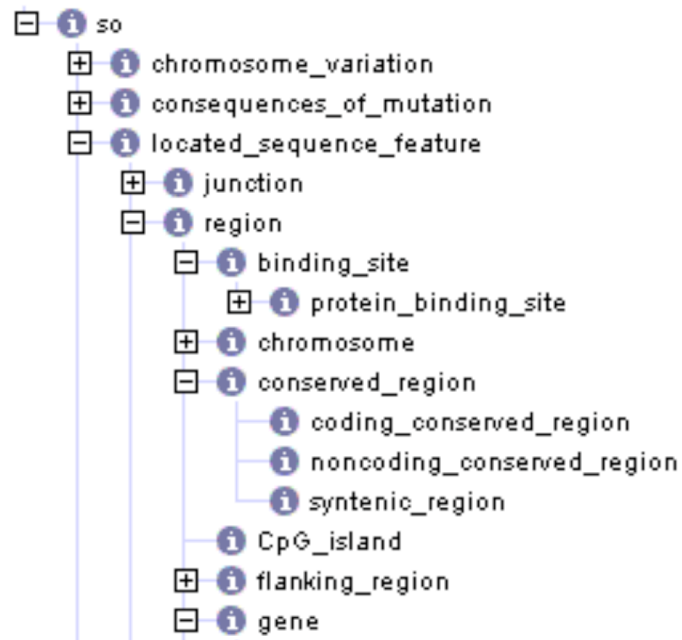 so
chromosome_variation
consequences_of_mutation
located_sequence_feature
junction
region
binding_site
protein_binding_site
chromosome
conserved_region
coding_conserved_region
noncoding_conserved_region
syntenic_region
CpG_island
flanking_region
gene